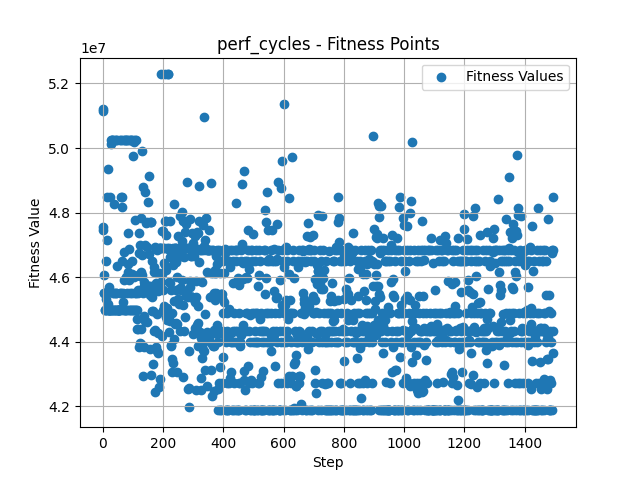 perf_cycles - Fitness Points
1e7
Fitness Values
5.2
5.0
4.8
4.6
4.4
4.2
Fitness Value
0
200
400
600
800
1000
1200
1400
Step